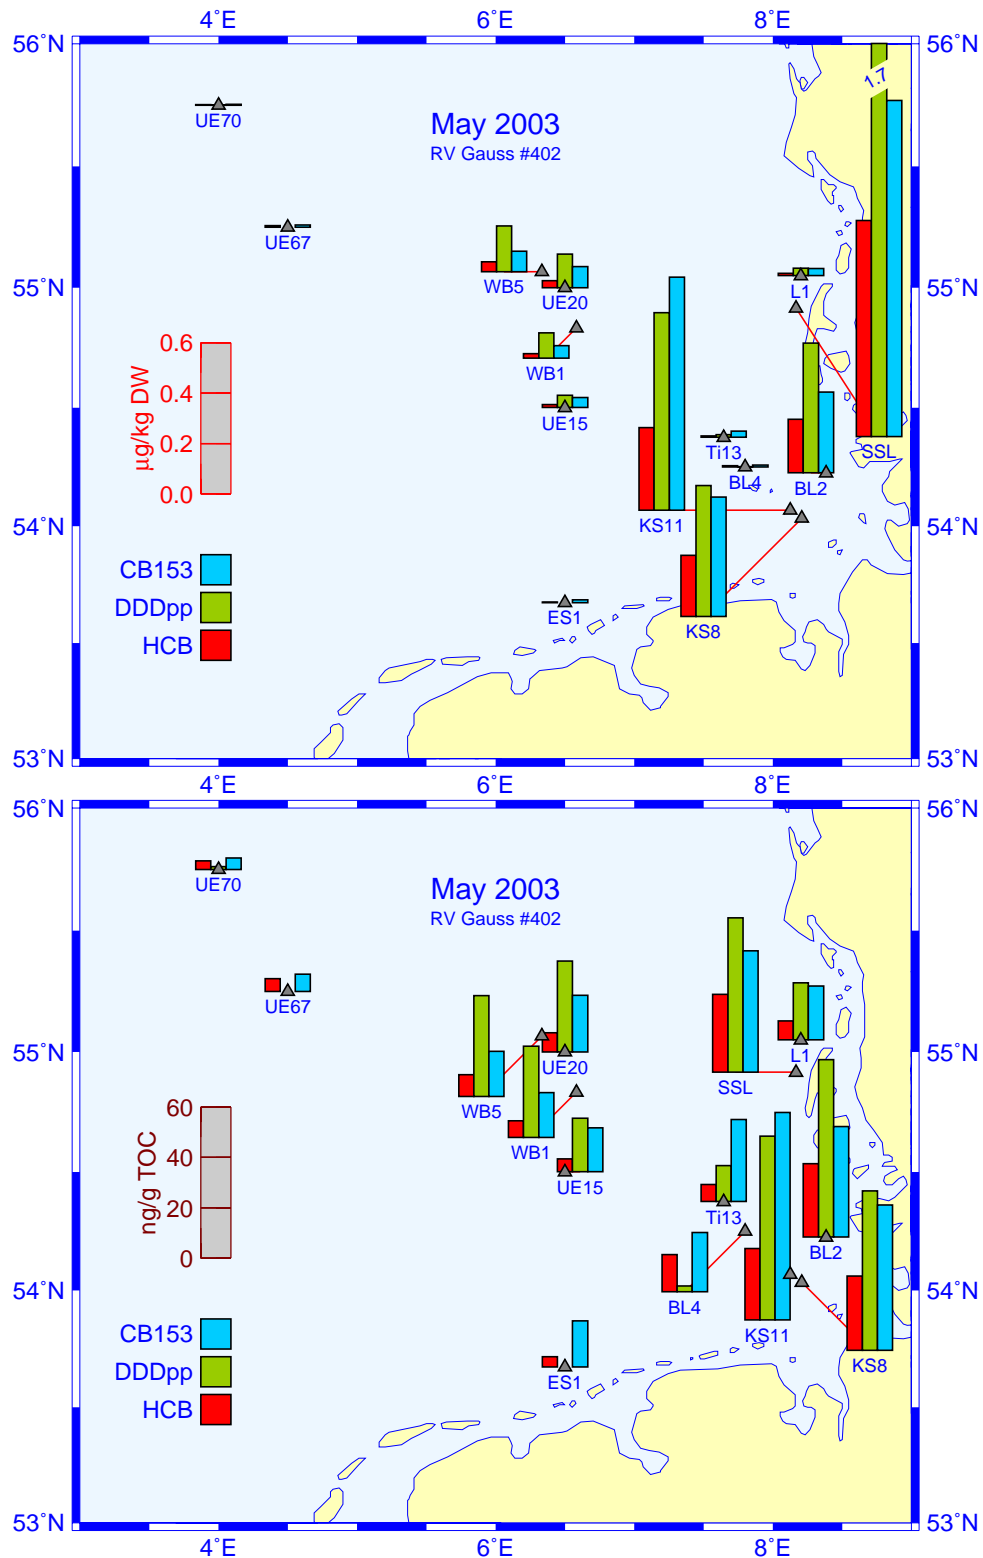 4°E 6°E 8°E
56°N 56°N
1.7
UE70
May 2003
RV Gauss #402
UE67
WB5
UE20
L1
55°N 55°N
WB1
UE15
µg/kg DW
0.6
0.4
0.2
0.0
Ti13
BL4
BL2
SSL
KS11
54°N 54°N
CB153
DDDpp
HCB
ES1
KS8
53°N 53°N
4°E 6°E 8°E
56°N 56°N
UE70
May 2003
RV Gauss #402
UE67
UE20
L1
55°N 55°N
SSL
WB5
WB1
UE15
ng/g TOC
60
40
20
0
Ti13
BL2
BL4
54°N 54°N
KS11
KS8
CB153
DDDpp
HCB
ES1
53°N 53°N
4°E 6°E 8°E